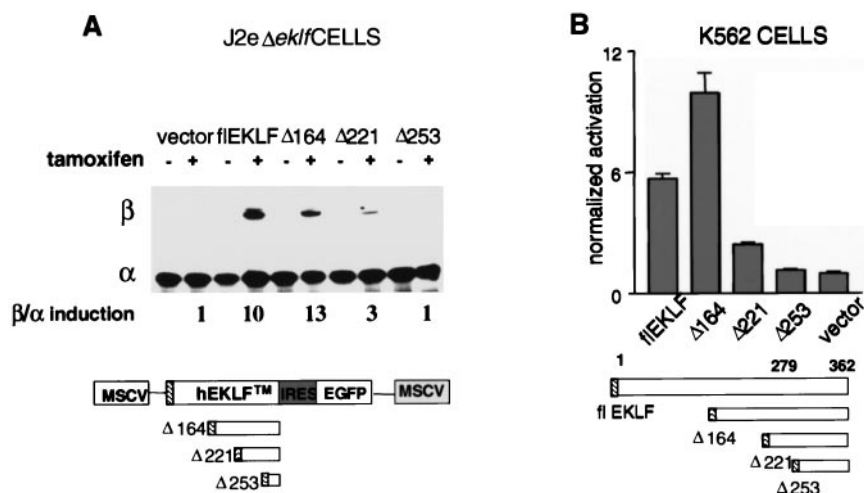 A
J2e Δeklf CELLS
vector flEKLF Δ164 Δ221 Δ253
tamoxifen - + - + - + - + - +
β
α
β/α induction 1 10 13 3 1
MSCV hEKLF™ IRES EGFP MSCV
Δ164
Δ221
Δ253
B
K562 CELLS
normalized activation
12
6
0
flEKLF Δ164 Δ221 Δ253 vector
1 279 362
fl EKLF
Δ164
Δ221
Δ253